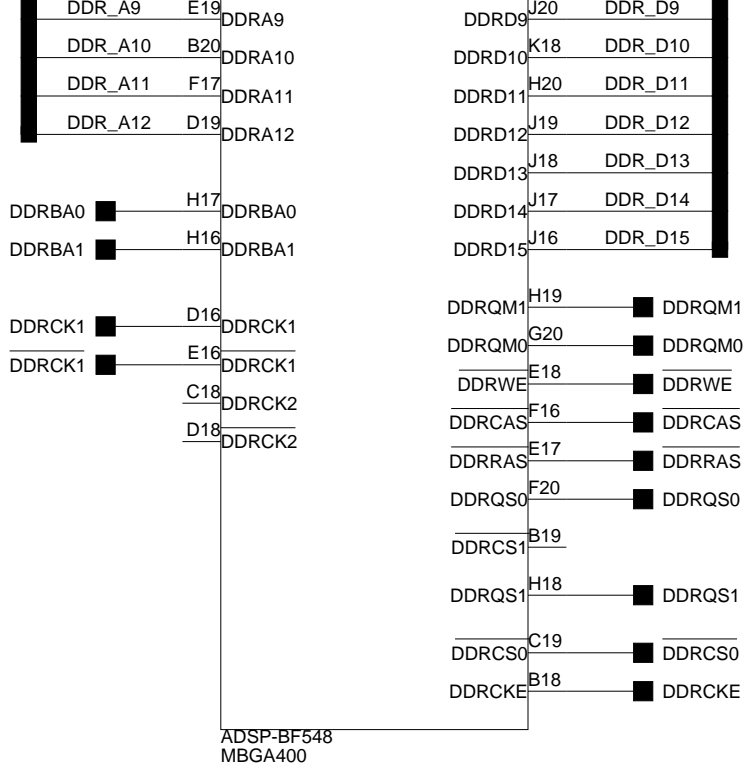 DDR_A9 E19 DDRA9 DDRD9 J20 DDR_D9
DDR_A10 B20 DDRA10 DDRD10 K18 DDR_D10
DDR_A11 F17 DDRA11 DDRD11 H20 DDR_D11
DDR_A12 D19 DDRA12 DDRD12 J19 DDR_D12
DDRD13 J18 DDR_D13
DDRBA0 H17 DDRBA0 DDRD14 J17 DDR_D14
DDRBA1 H16 DDRBA1 DDRD15 J16 DDR_D15
DDRQM1 H19 DDRQM1
DDRCK1 D16 DDRCK1 DDRQM0 G20 DDRQM0
DDRCK1 E16 DDRCK1 DDRWE E18 DDRWE
C18 DDRCK2 DDRCAS F16 DDRCAS
D18 DDRCK2 DDRRAS E17 DDRRAS
DDRQS0 F20 DDRQS0
DDRCS1 B19
DDRQS1 H18 DDRQS1
DDRCS0 C19 DDRCS0
DDRCKE B18 DDRCKE
ADSP-BF548
MBGA400